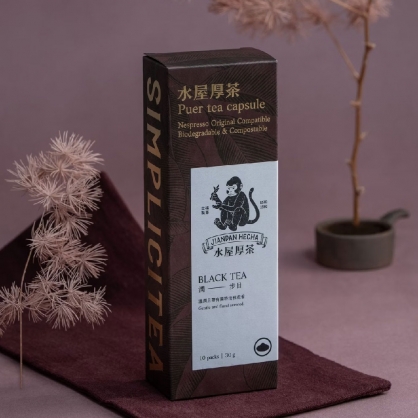 水屋厚茶
Puer tea capsule
Nespresso Original Compatible
Biodegradable & Compostable
SIMPLICITEA
JIANPAN HECHA
水屋厚茶
BLACK TEA
10 packs | 30 g